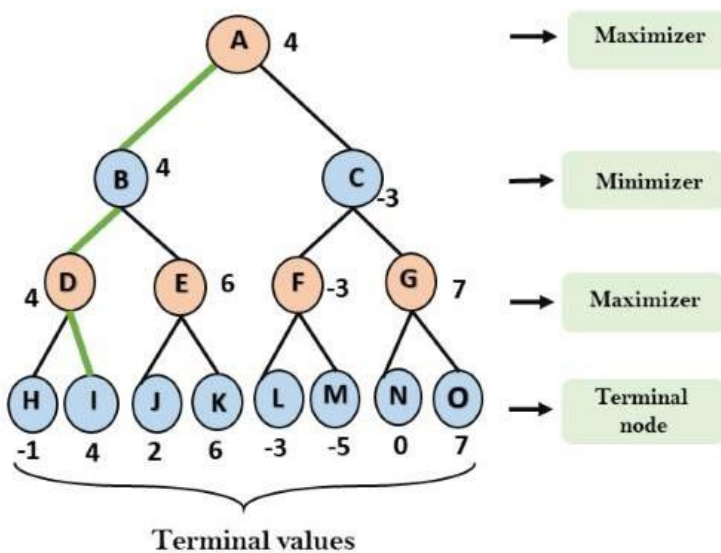 A 4 Maximizer
B 4 C -3 Minimizer
D 4 E 6 F -3 G 7 Maximizer
H I J K L M N O Terminal
node
-1 4 2 6 -3 -5 0 7
Terminal values